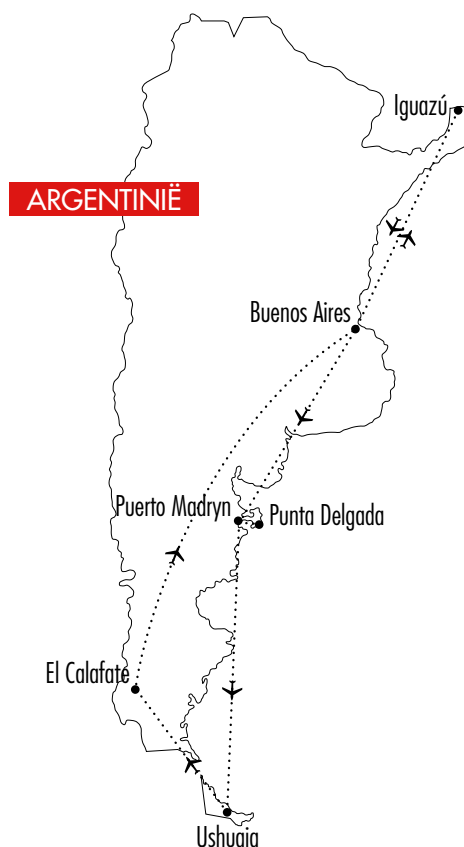 Iguazú
ARGENTINIË
Buenos Aires
Puerto Madryn
Punta Delgada
El Calafate
Ushuaia